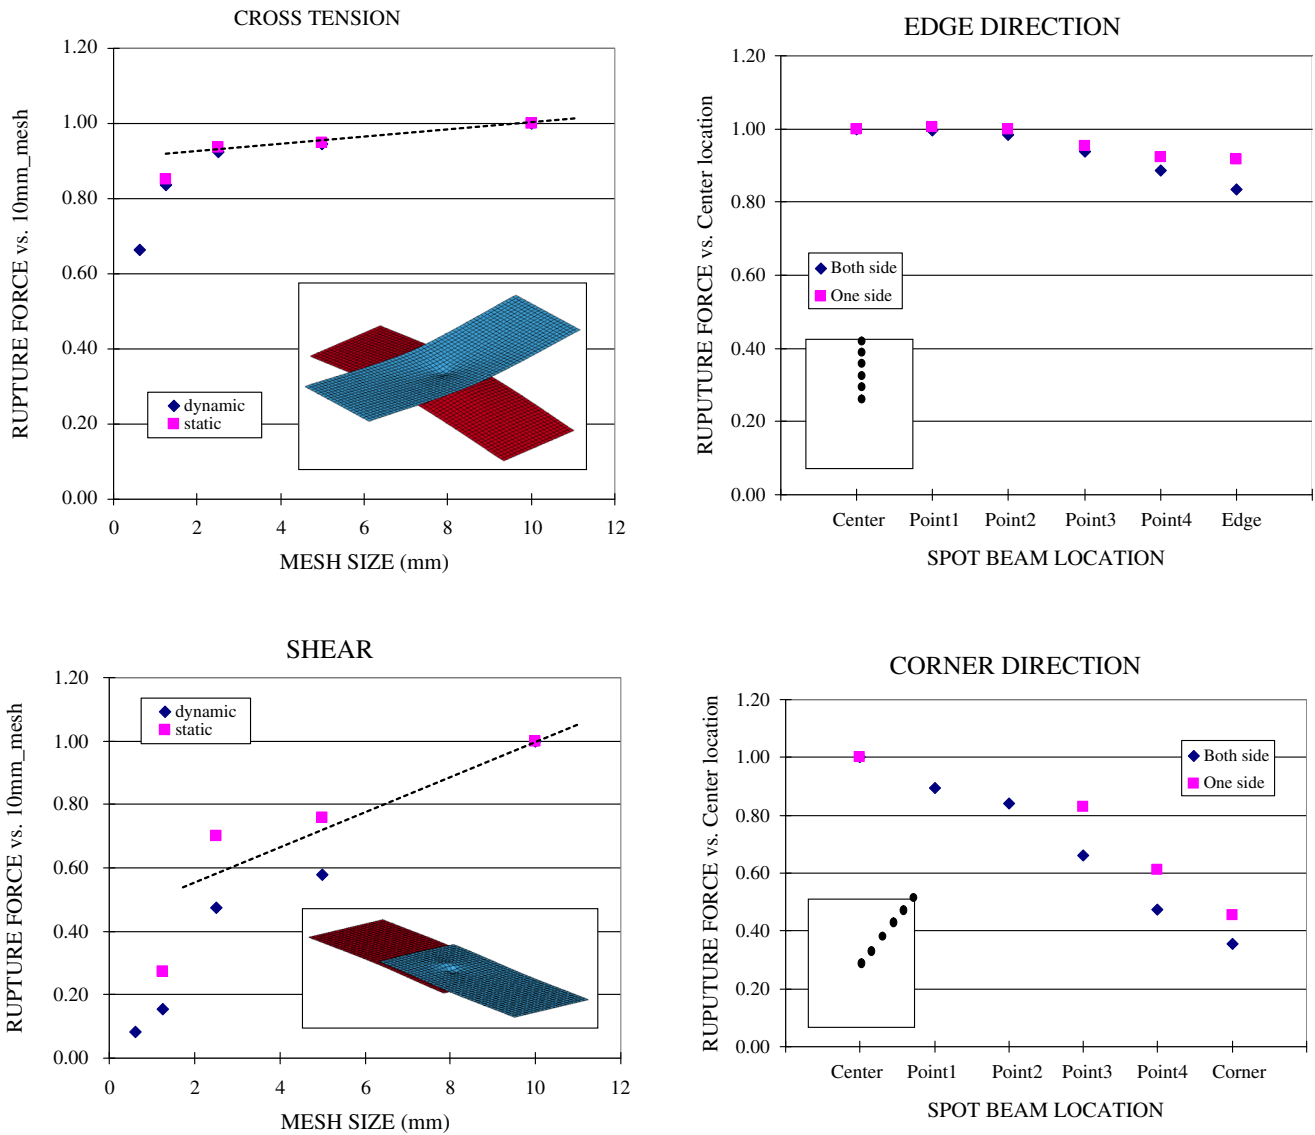 CROSS TENSION
RUPTURE FORCE vs. 10mm_mesh
1.20
1.00
0.80
0.60
0.40
0.20
0.00
dynamic
static
0 2 4 6 8 10 12
MESH SIZE (mm)
EDGE DIRECTION
RUPUTURE FORCE vs. Center location
1.20
1.00
0.80
0.60
0.40
0.20
0.00
Both side
One side
Center Point1 Point2 Point3 Point4 Edge
SPOT BEAM LOCATION
SHEAR
RUPTURE FORCE vs. 10mm_mesh
1.20
1.00
0.80
0.60
0.40
0.20
0.00
dynamic
static
0 2 4 6 8 10 12
MESH SIZE (mm)
CORNER DIRECTION
RUPUTURE FORCE vs. Center location
1.20
1.00
0.80
0.60
0.40
0.20
0.00
Both side
One side
Center Point1 Point2 Point3 Point4 Corner
SPOT BEAM LOCATION